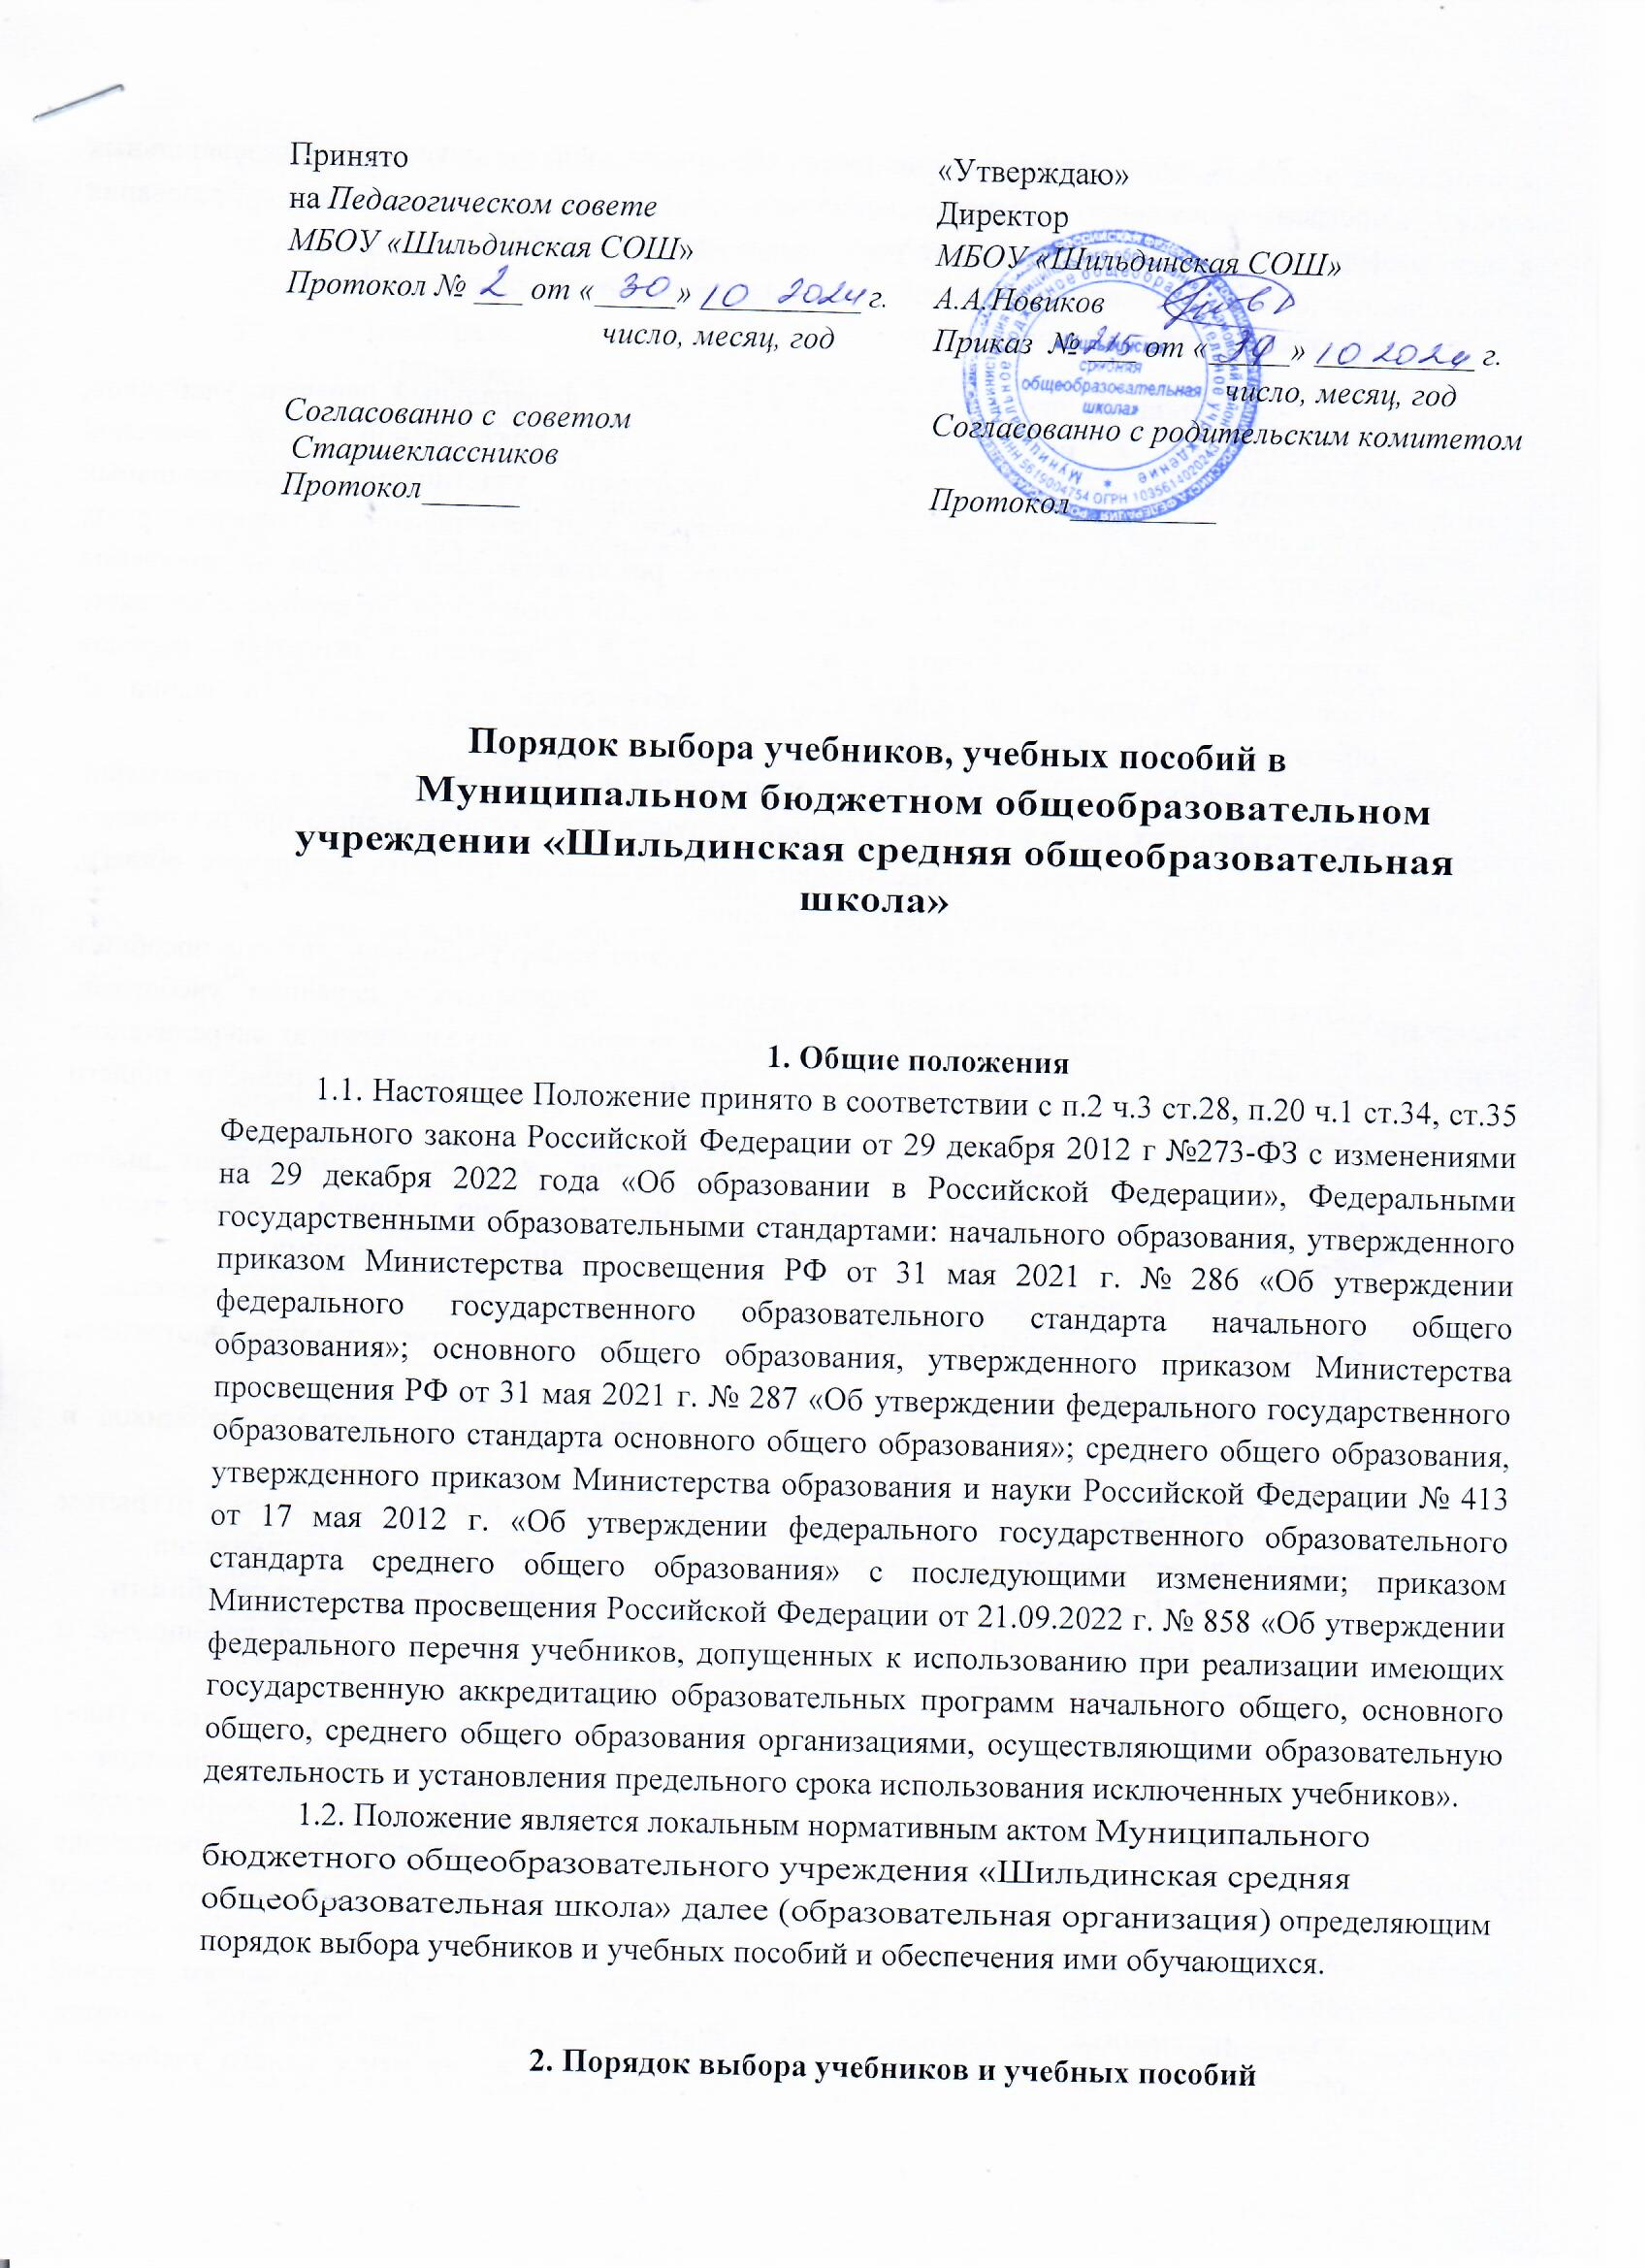 Принято
на Педагогическом совете
МБОУ «Шильдинская СОШ»
Протокол № 2 от «30» 10 2024 г.
число, месяц, год
Согласованно с советом
Старшеклассников
Протокол______
«Утверждаю»
Директор
МБОУ «Шильдинская СОШ»
А.А.Новиков
Приказ № 215 от «    » 10 2024 г.
число, месяц, год
Согласованно с родительским комитетом
Протокол_________
средняя
общеобразовательная
школа»
ИНН 5619004754 ОГРН
Порядок выбора учебников, учебных пособий в
Муниципальном бюджетном общеобразовательном
учреждении «Шильдинская средняя общеобразовательная
школа»
1. Общие положения
1.1. Настоящее Положение принято в соответствии с п.2 ч.3 ст.28, п.20 ч.1 ст.34, ст.35
Федерального закона Российской Федерации от 29 декабря 2012 г №273-ФЗ с изменениями
на 29 декабря 2022 года «Об образовании в Российской Федерации», Федеральными
государственными образовательными стандартами: начального образования, утвержденного
приказом Министерства просвещения РФ от 31 мая 2021 г. № 286 «Об утверждении
федерального государственного образовательного стандарта начального общего
образования»; основного общего образования, утвержденного приказом Министерства
просвещения РФ от 31 мая 2021 г. № 287 «Об утверждении федерального государственного
образовательного стандарта основного общего образования»; среднего общего образования,
утвержденного приказом Министерства образования и науки Российской Федерации № 413
от 17 мая 2012 г. «Об утверждении федерального государственного образовательного
стандарта среднего общего образования» с последующими изменениями; приказом
Министерства просвещения Российской Федерации от 21.09.2022 г. № 858 «Об утверждении
федерального перечня учебников, допущенных к использованию при реализации имеющих
государственную аккредитацию образовательных программ начального общего, основного
общего, среднего общего образования организациями, осуществляющими образовательную
деятельность и установления предельного срока использования исключенных учебников».
1.2. Положение является локальным нормативным актом Муниципального
бюджетного общеобразовательного учреждения «Шильдинская средняя
общеобразовательная школа» далее (образовательная организация) определяющим
порядок выбора учебников и учебных пособий и обеспечения ими обучающихся.
2. Порядок выбора учебников и учебных пособий